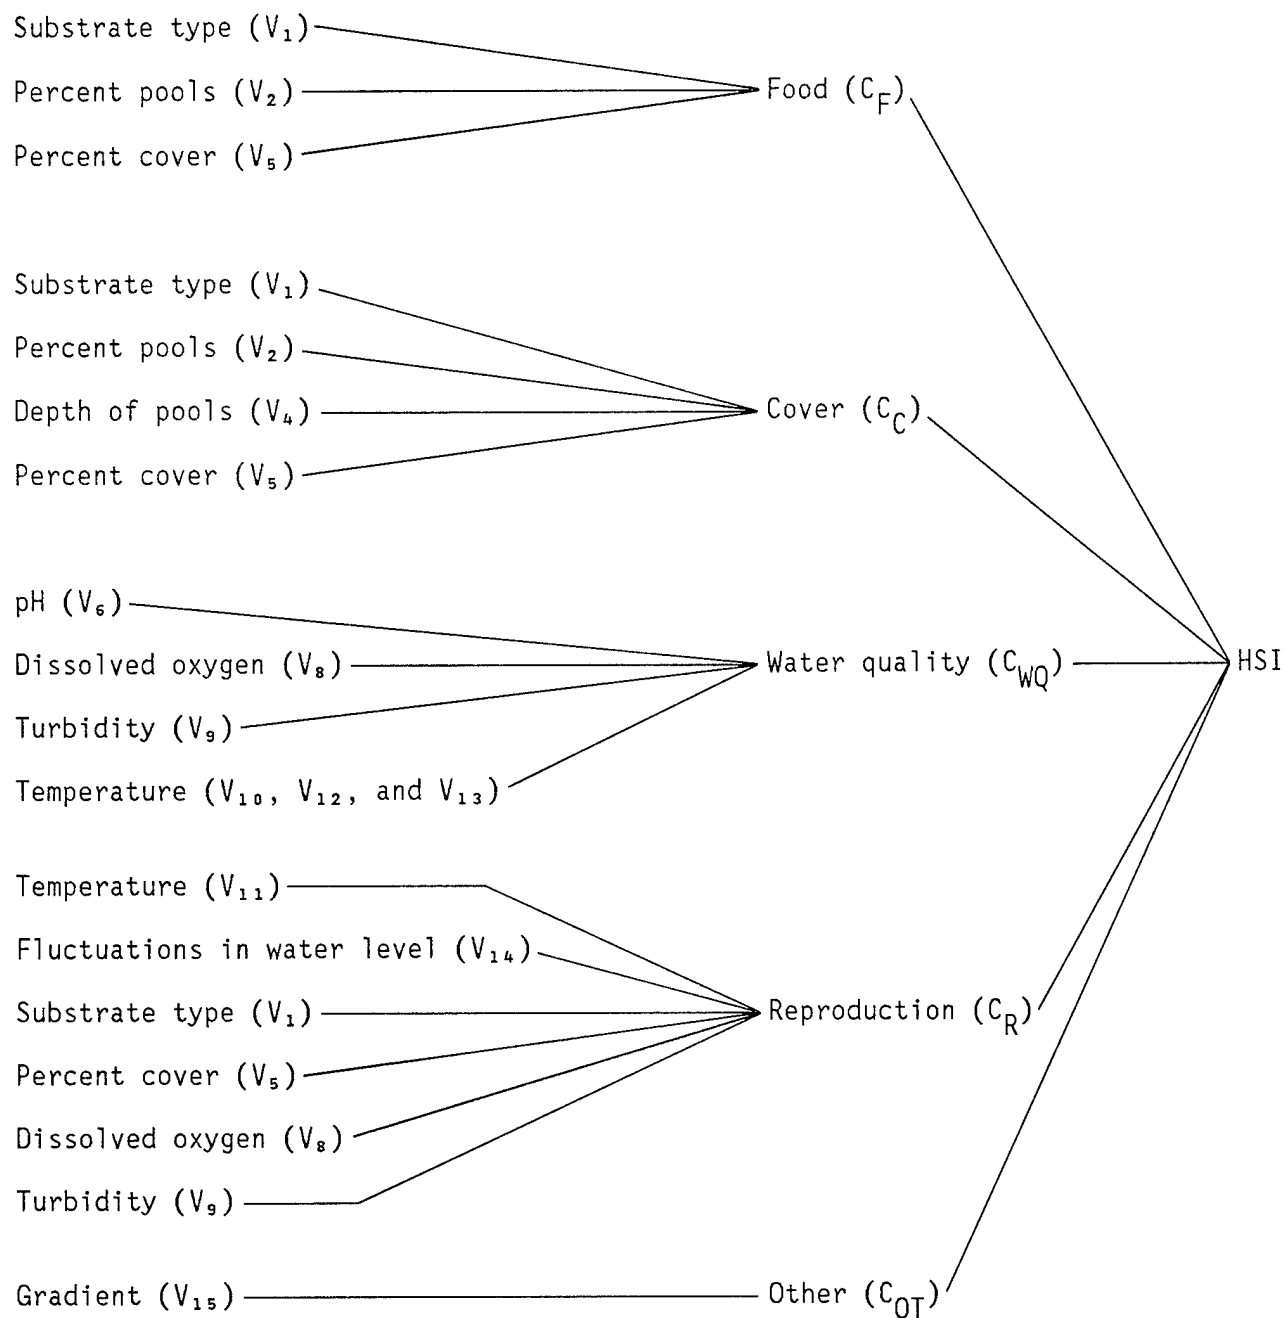 Substrate type (V₁)
Percent pools (V₂)
Food (C_F)
Percent cover (V₅)
Substrate type (V₁)
Percent pools (V₂)
Depth of pools (V₄)
Cover (C_C)
Percent cover (V₅)
pH (V₆)
Dissolved oxygen (V₈)
Water quality (C_WQ)
HSI
Turbidity (V₉)
Temperature (V₁₀, V₁₂, and V₁₃)
Temperature (V₁₁)
Fluctuations in water level (V₁₄)
Substrate type (V₁)
Reproduction (C_R)
Percent cover (V₅)
Dissolved oxygen (V₈)
Turbidity (V₉)
Gradient (V₁₅)
Other (C_OT)